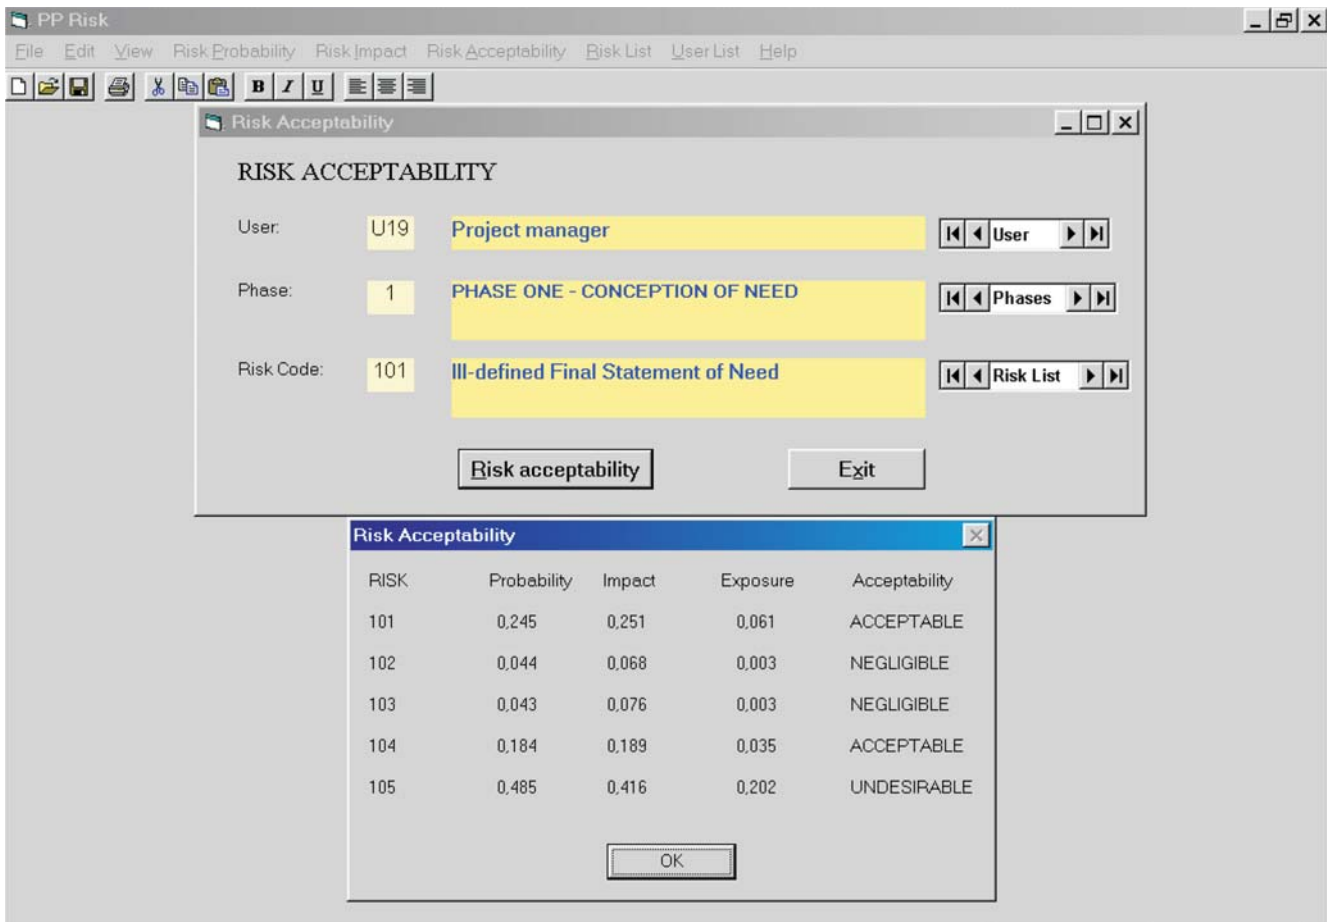 PP Risk
File Edit View Risk Probability Risk Impact Risk Acceptability Risk List User List Help
B I U
Risk Acceptability
RISK ACCEPTABILITY
User: U19 Project manager User
Phase: 1 PHASE ONE - CONCEPTION OF NEED Phases
Risk Code: 101 Ill-defined Final Statement of Need Risk List
Risk acceptability Exit
Risk Acceptability
RISK Probability Impact Exposure Acceptability
101 0,245 0,251 0,061 ACCEPTABLE
102 0,044 0,068 0,003 NEGLIGIBLE
103 0,043 0,076 0,003 NEGLIGIBLE
104 0,184 0,189 0,035 ACCEPTABLE
105 0,485 0,416 0,202 UNDESIRABLE
OK